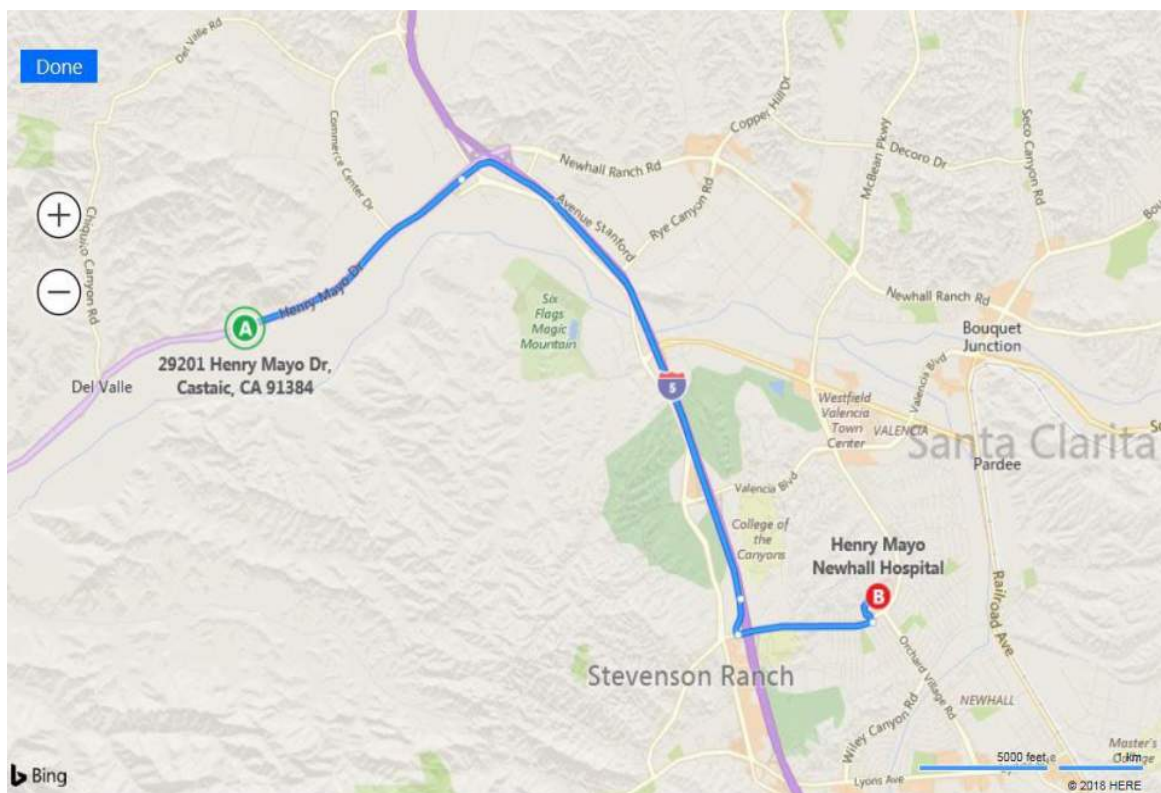 Done
Del Valle Rd
Commerce Center Dr
Chiquito Canyon Rd
Newhall Ranch Rd
Copper Hill Dr
McBean Pkwy
Decoro Dr
Seco Canyon Rd
Avenue Stanford
Rye Canyon Rd
Henry Mayo Dr
A
29201 Henry Mayo Dr,
Castaic, CA 91384
Del Valle
Six
Flags
Magic
Mountain
Newhall Ranch Rd
Bouquet
Junction
5
Valencia Blvd
Westfield
Valencia
Town
Center
VALENCIA
Santa Clarita
Pardee
Valencia Blvd
College of
the
Canyons
Henry Mayo
Newhall Hospital
B
Railroad Ave
Orchard Village Rd
Stevenson Ranch
NEWHALL
Wiley Canyon Rd
Lyons Ave
5000 feet
1 km
Master's
College
Bing
© 2018 HERE